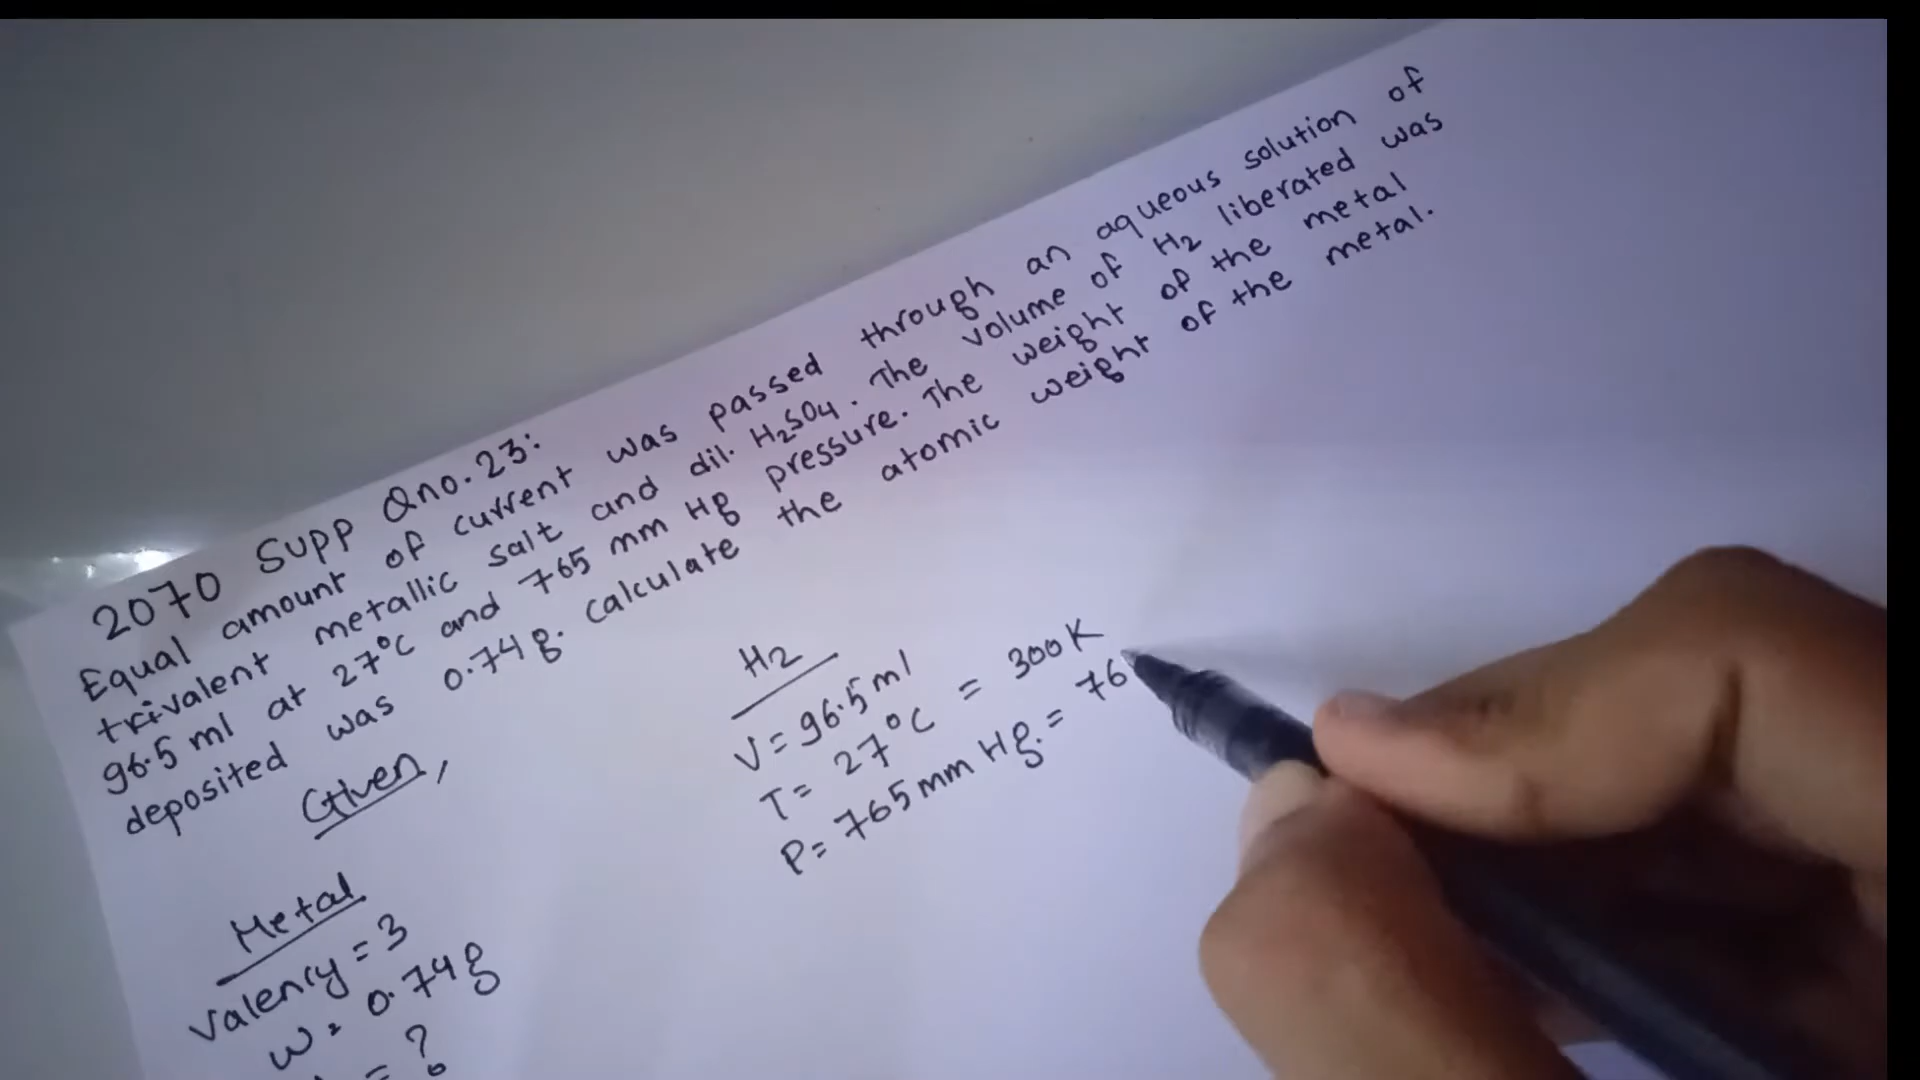 2070 Supp Qno.23:
Equal amount of current was passed through an aqueous solution of
trivalent metallic salt and dil. H2SO4. The volume of H2 liberated was
96.5 ml at 27°C and 765 mm Hg pressure. The weight of the metal
deposited was 0.74g. calculate the atomic weight of the metal.
Given,
Metal
Valency = 3
W = 0.74g
= ?
H2
V = 96.5 ml
T = 27°C = 300K
P = 765 mm Hg. = 76